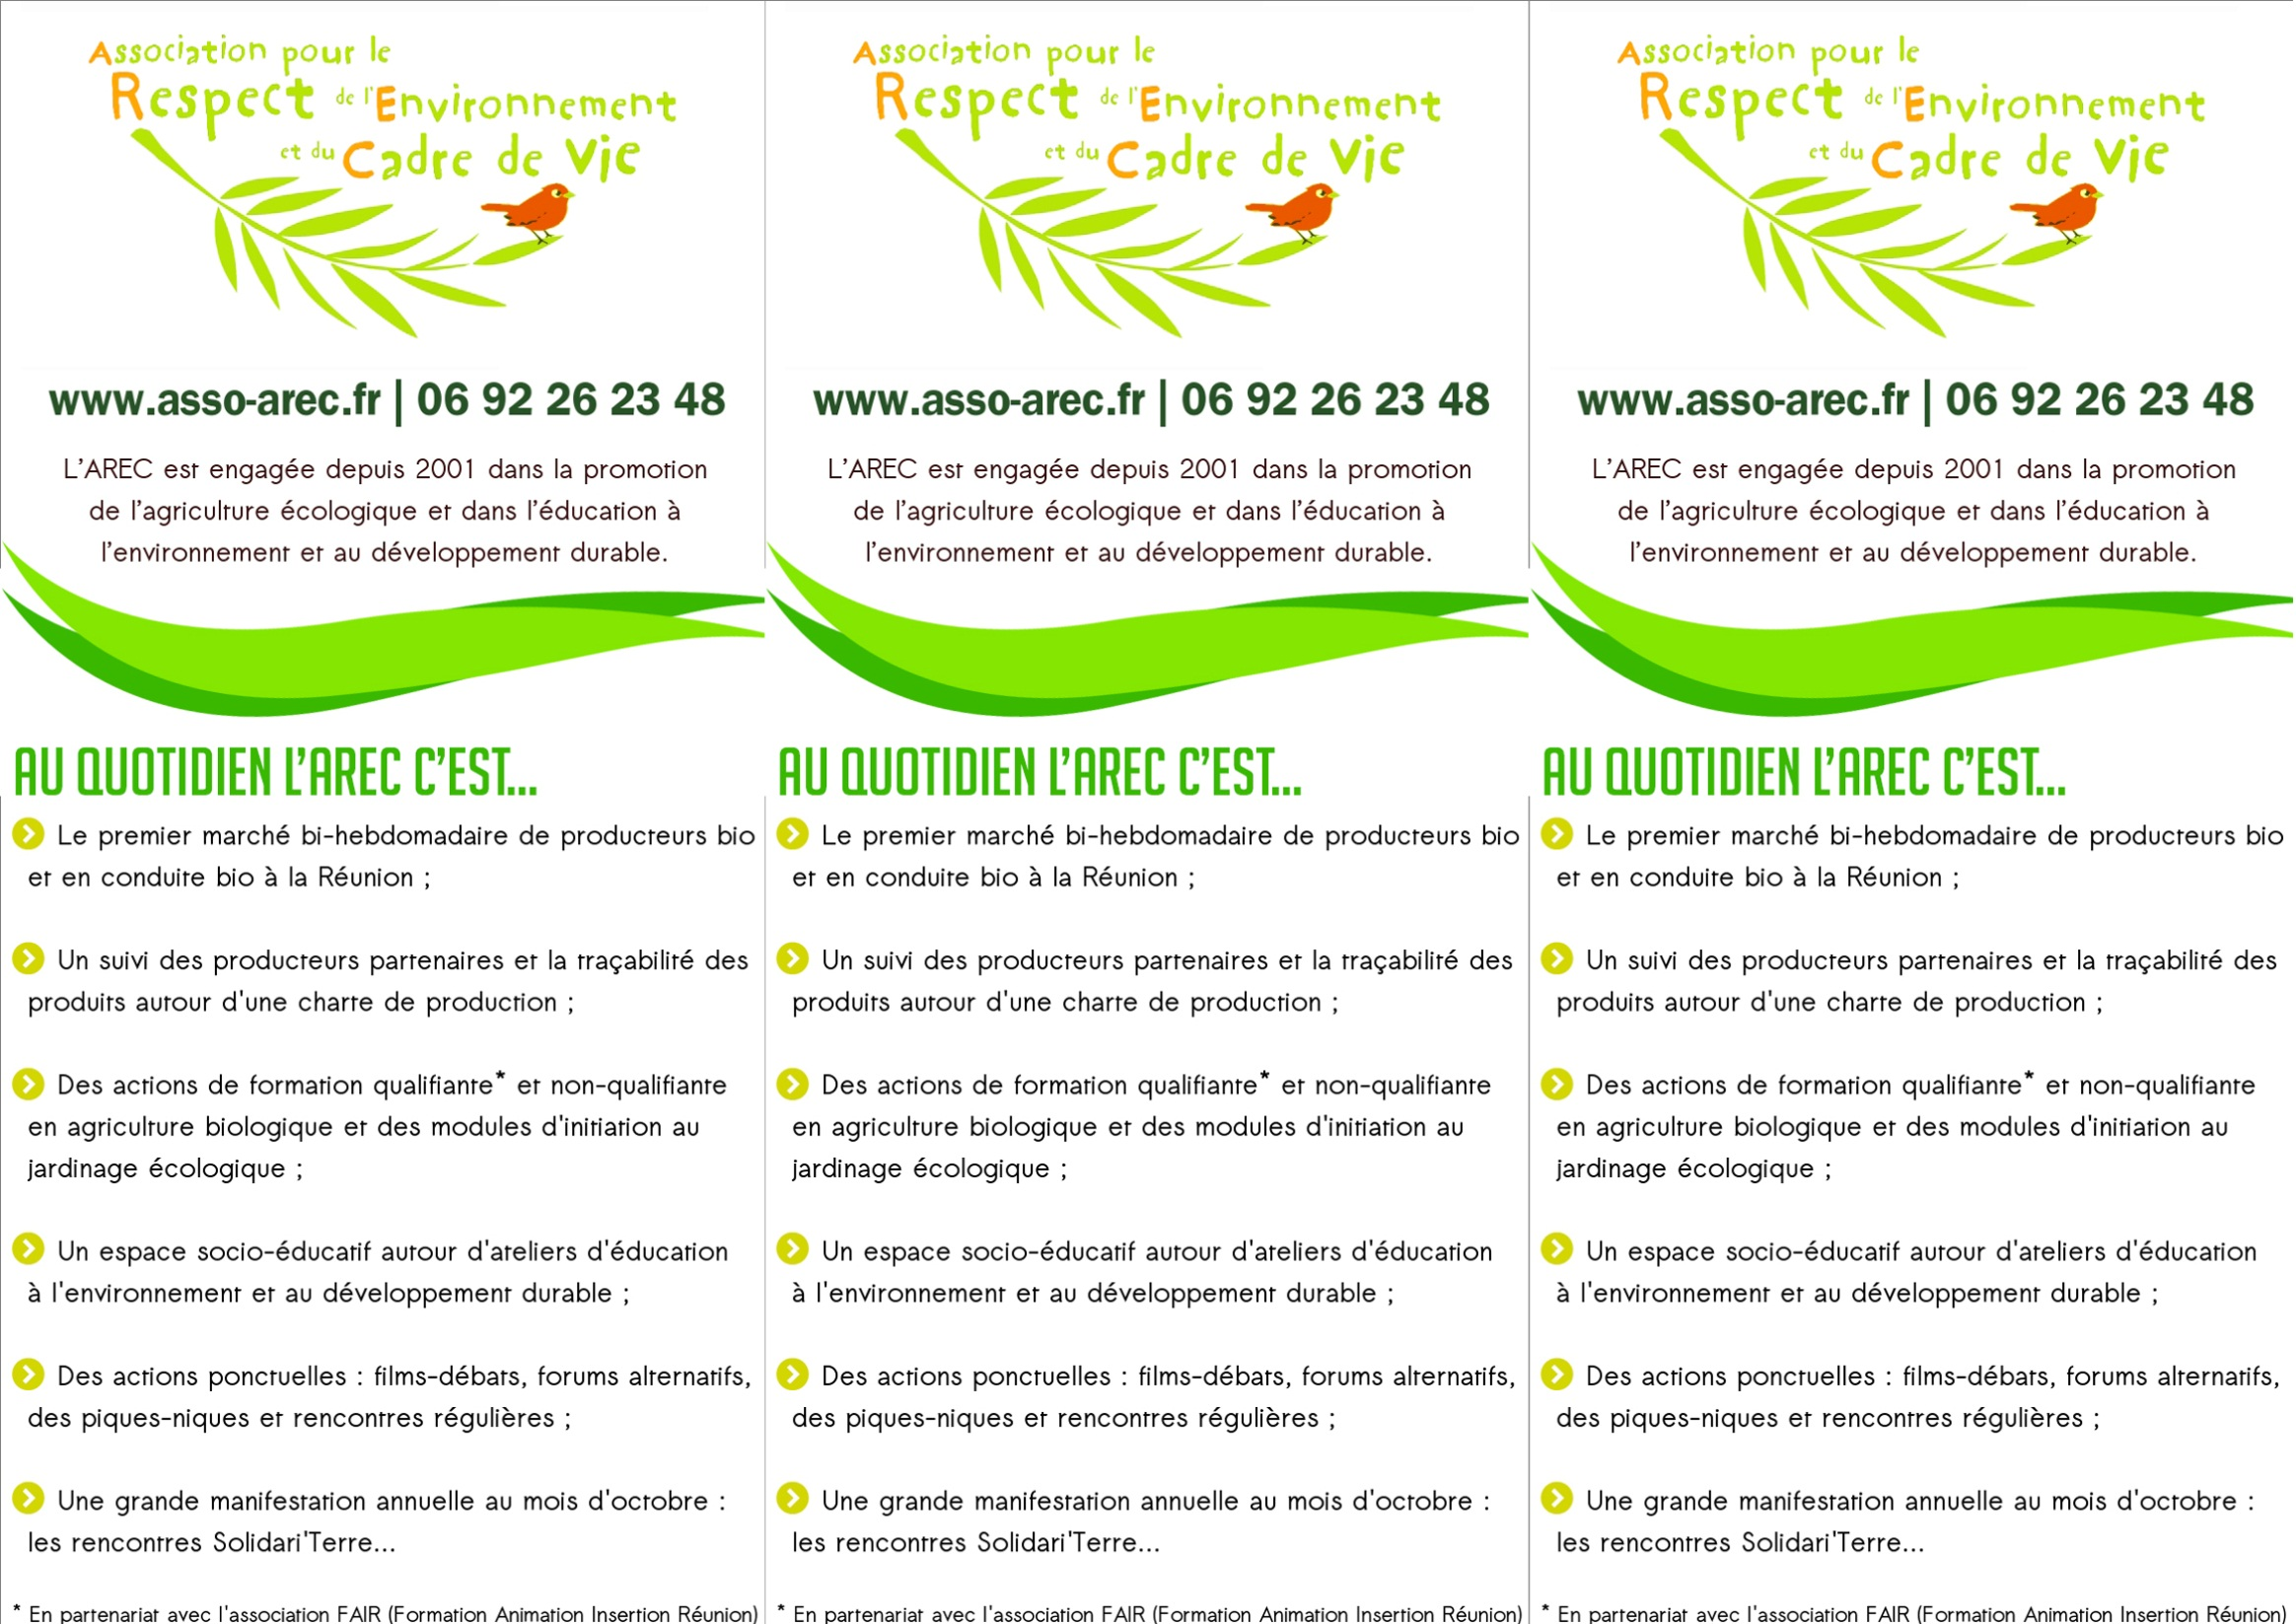 Association pour le
Respect de l'Environnement
et du Cadre de Vie
www.asso-arec.fr | 06 92 26 23 48
L'AREC est engagée depuis 2001 dans la promotion
de l'agriculture écologique et dans l'éducation à
l'environnement et au développement durable.
AU QUOTIDIEN L'AREC C'EST...
Le premier marché bi-hebdomadaire de producteurs bio
et en conduite bio à la Réunion ;
Un suivi des producteurs partenaires et la traçabilité des
produits autour d'une charte de production ;
Des actions de formation qualifiante* et non-qualifiante
en agriculture biologique et des modules d'initiation au
jardinage écologique ;
Un espace socio-éducatif autour d'ateliers d'éducation
à l'environnement et au développement durable ;
Des actions ponctuelles : films-débats, forums alternatifs,
des piques-niques et rencontres régulières ;
Une grande manifestation annuelle au mois d'octobre :
les rencontres Solidari'Terre...
* En partenariat avec l'association FAIR (Formation Animation Insertion Réunion)
Association pour le
Respect de l'Environnement
et du Cadre de Vie
www.asso-arec.fr | 06 92 26 23 48
L'AREC est engagée depuis 2001 dans la promotion
de l'agriculture écologique et dans l'éducation à
l'environnement et au développement durable.
AU QUOTIDIEN L'AREC C'EST...
Le premier marché bi-hebdomadaire de producteurs bio
et en conduite bio à la Réunion ;
Un suivi des producteurs partenaires et la traçabilité des
produits autour d'une charte de production ;
Des actions de formation qualifiante* et non-qualifiante
en agriculture biologique et des modules d'initiation au
jardinage écologique ;
Un espace socio-éducatif autour d'ateliers d'éducation
à l'environnement et au développement durable ;
Des actions ponctuelles : films-débats, forums alternatifs,
des piques-niques et rencontres régulières ;
Une grande manifestation annuelle au mois d'octobre :
les rencontres Solidari'Terre...
* En partenariat avec l'association FAIR (Formation Animation Insertion Réunion)
Association pour le
Respect de l'Environnement
et du Cadre de Vie
www.asso-arec.fr | 06 92 26 23 48
L'AREC est engagée depuis 2001 dans la promotion
de l'agriculture écologique et dans l'éducation à
l'environnement et au développement durable.
AU QUOTIDIEN L'AREC C'EST...
Le premier marché bi-hebdomadaire de producteurs bio
et en conduite bio à la Réunion ;
Un suivi des producteurs partenaires et la traçabilité des
produits autour d'une charte de production ;
Des actions de formation qualifiante* et non-qualifiante
en agriculture biologique et des modules d'initiation au
jardinage écologique ;
Un espace socio-éducatif autour d'ateliers d'éducation
à l'environnement et au développement durable ;
Des actions ponctuelles : films-débats, forums alternatifs,
des piques-niques et rencontres régulières ;
Une grande manifestation annuelle au mois d'octobre :
les rencontres Solidari'Terre...
* En partenariat avec l'association FAIR (Formation Animation Insertion Réunion)